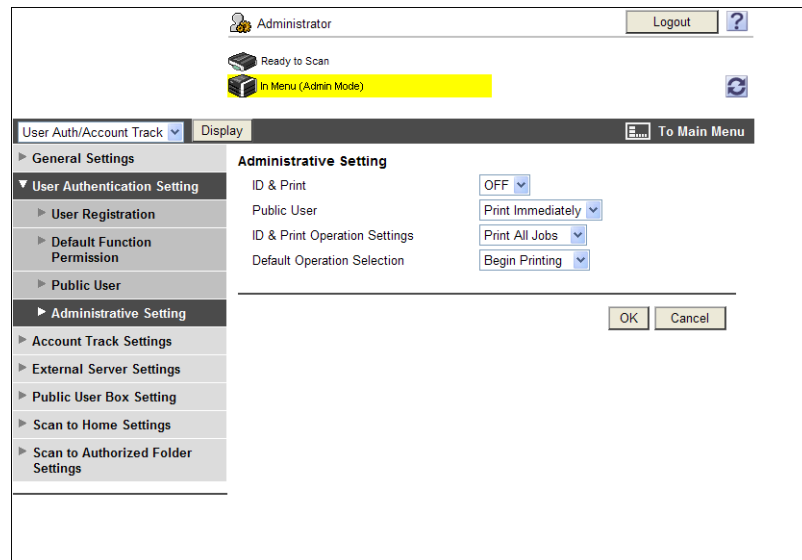 Administrator
Logout
?
Ready to Scan
In Menu (Admin Mode)
User Auth/Account Track
Display
To Main Menu
General Settings
User Authentication Setting
User Registration
Default Function
Permission
Public User
Administrative Setting
Account Track Settings
External Server Settings
Public User Box Setting
Scan to Home Settings
Scan to Authorized Folder
Settings
Administrative Setting
ID & Print OFF
Public User Print Immediately
ID & Print Operation Settings Print All Jobs
Default Operation Selection Begin Printing
OK Cancel